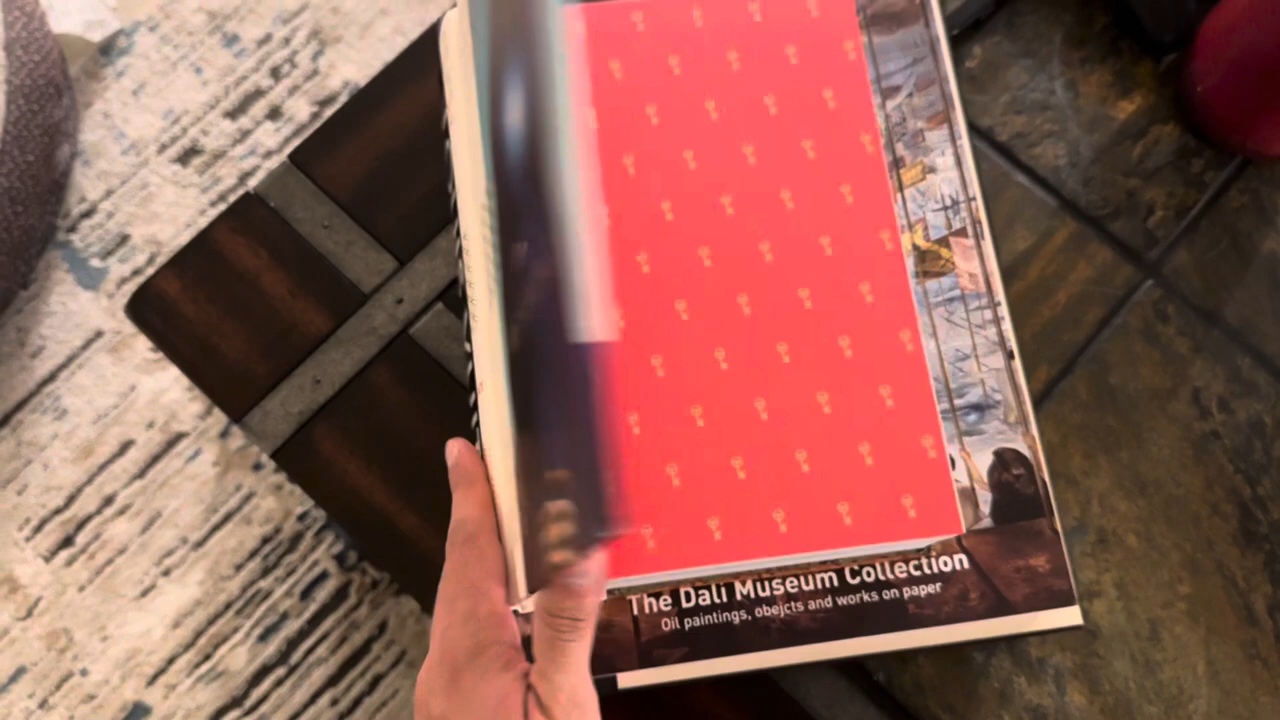 The Dalí Museum Collection
Oil paintings, obejcts and works on paper